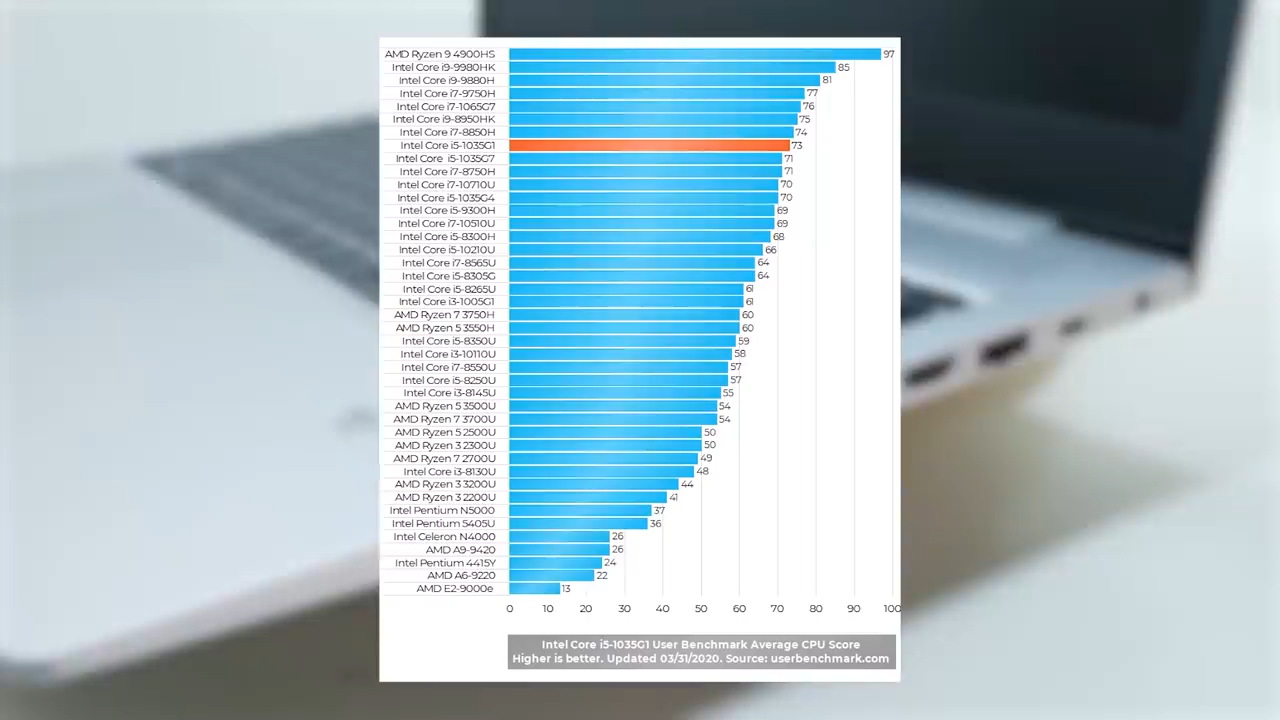 AMD Ryzen 9 4900HS 97
Intel Core i9-9980HK 85
Intel Core i9-9880H 81
Intel Core i7-9750H 77
Intel Core i7-1065G7 76
Intel Core i9-8950HK 75
Intel Core i7-8850H 74
Intel Core i5-1035G1 73
Intel Core i5-1035G7 71
Intel Core i7-8750H 71
Intel Core i7-10710U 70
Intel Core i5-1035G4 70
Intel Core i5-9300H 69
Intel Core i7-10510U 69
Intel Core i5-8300H 68
Intel Core i5-10210U 66
Intel Core i7-8565U 64
Intel Core i5-8305G 64
Intel Core i5-8265U 61
Intel Core i3-1005G1 61
AMD Ryzen 7 3750H 60
AMD Ryzen 5 3550H 60
Intel Core i5-8350U 59
Intel Core i3-10110U 58
Intel Core i7-8550U 57
Intel Core i5-8250U 57
Intel Core i3-8145U 55
AMD Ryzen 5 3500U 54
AMD Ryzen 7 3700U 54
AMD Ryzen 5 2500U 50
AMD Ryzen 3 2300U 50
AMD Ryzen 7 2700U 49
Intel Core i3-8130U 48
AMD Ryzen 3 3200U 44
AMD Ryzen 3 2200U 41
Intel Pentium N5000 37
Intel Pentium 5405U 36
Intel Celeron N4000 26
AMD A9-9420 26
Intel Pentium 4415Y 24
AMD A6-9220 22
AMD E2-9000e 13
0 10 20 30 40 50 60 70 80 90 100
Intel Core i5-1035G1 User Benchmark Average CPU Score
Higher is better. Updated 03/31/2020. Source: userbenchmark.com